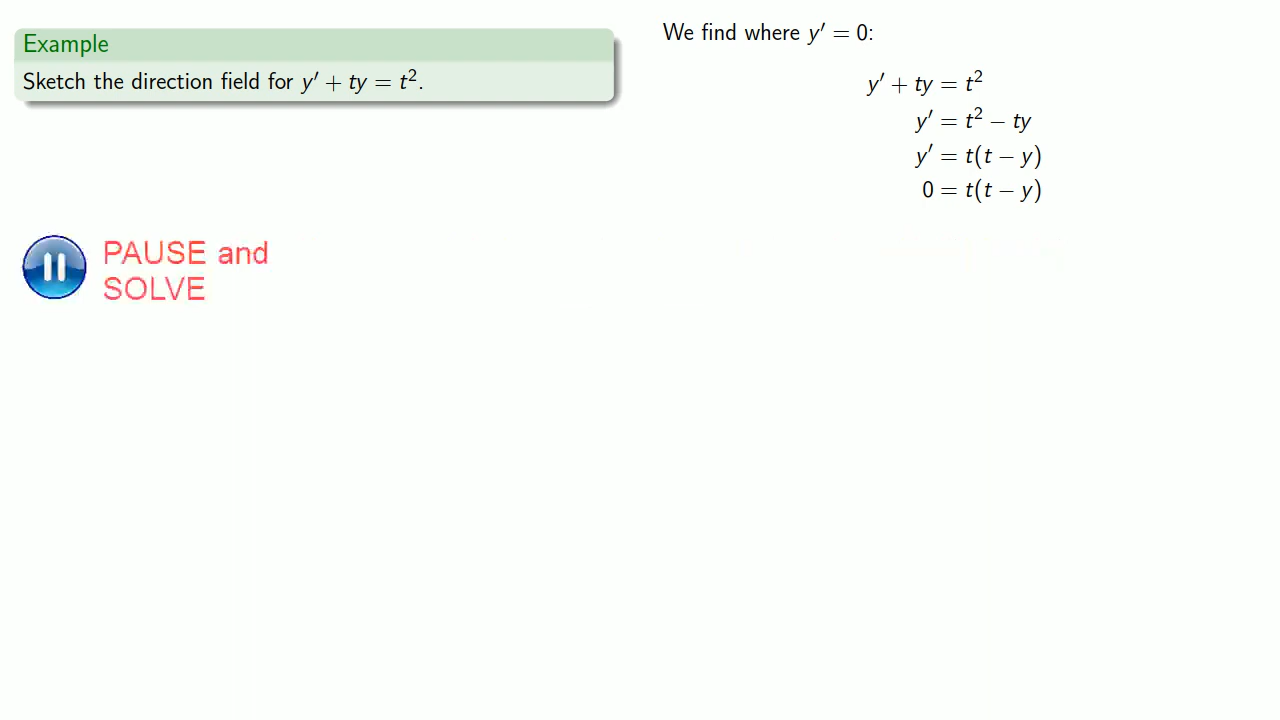 Example
Sketch the direction field for y′ + ty = t².
PAUSE and
SOLVE
We find where y′ = 0:
y′ + ty = t²
y′ = t² − ty
y′ = t(t − y)
0 = t(t − y)